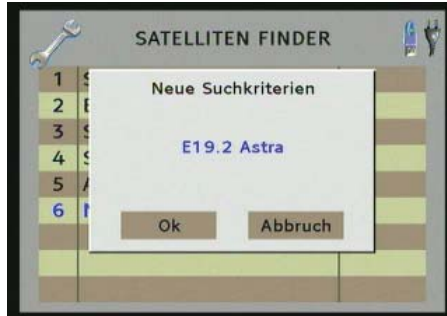 SATELLITEN FINDER
Neue Suchkriterien
E19.2 Astra
Ok Abbruch
1 S
2 E
3 S
4 S
5 A
6 N